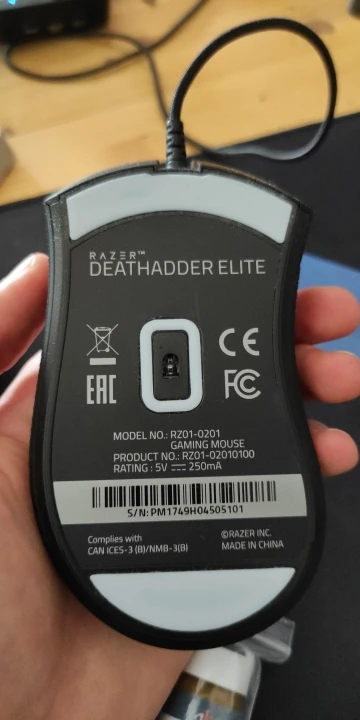 RAZER™
DEATHADDER ELITE
CE
EAC
FC
MODEL NO.: RZ01-0201
GAMING MOUSE
PRODUCT NO.: RZ01-02010100
RATING : 5V ⎓ 250mA
S/N: PM1749H04505101
Complies with
CAN ICES-3 (B)/NMB-3(B)
©RAZER INC.
MADE IN CHINA